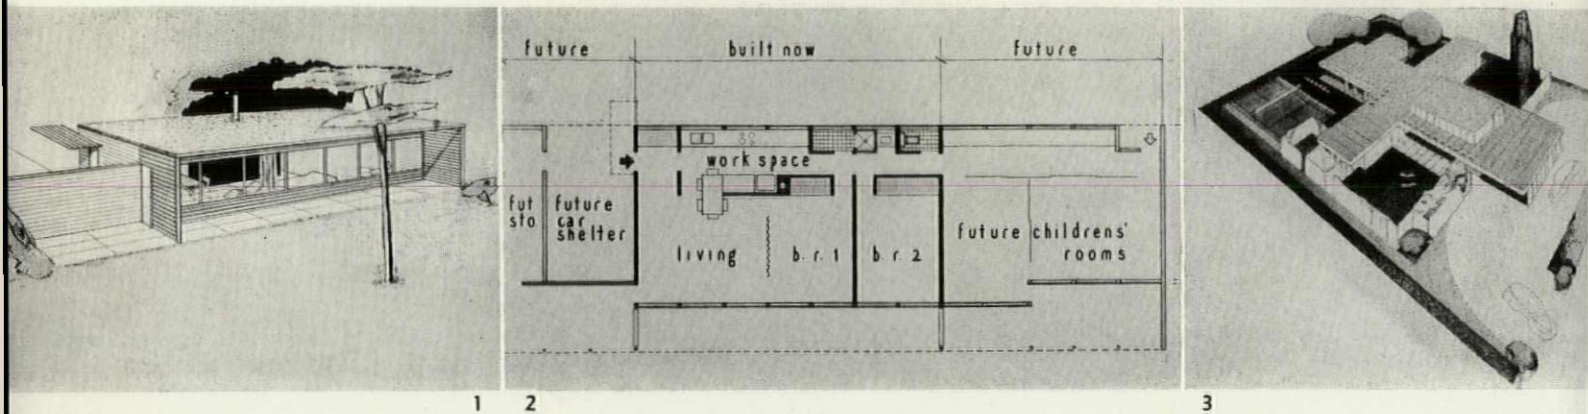 future built now future
work space
fut future
sto car
shelter
living b.r. 1 b.r. 2
future childrens'
rooms
1 2 3